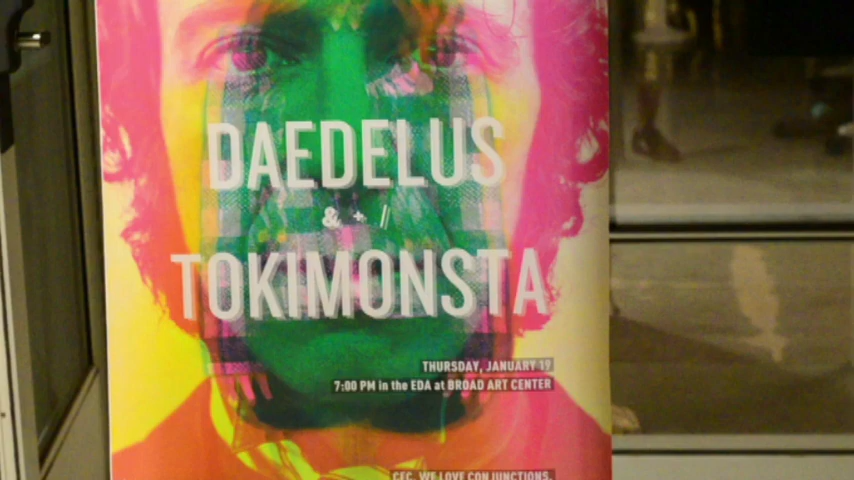 DAEDELUS
& + //
TOKIMONSTA
THURSDAY, JANUARY 19
7:00 PM in the EDA at BROAD ART CENTER
CEC. WE LOVE CONJUNCTIONS.